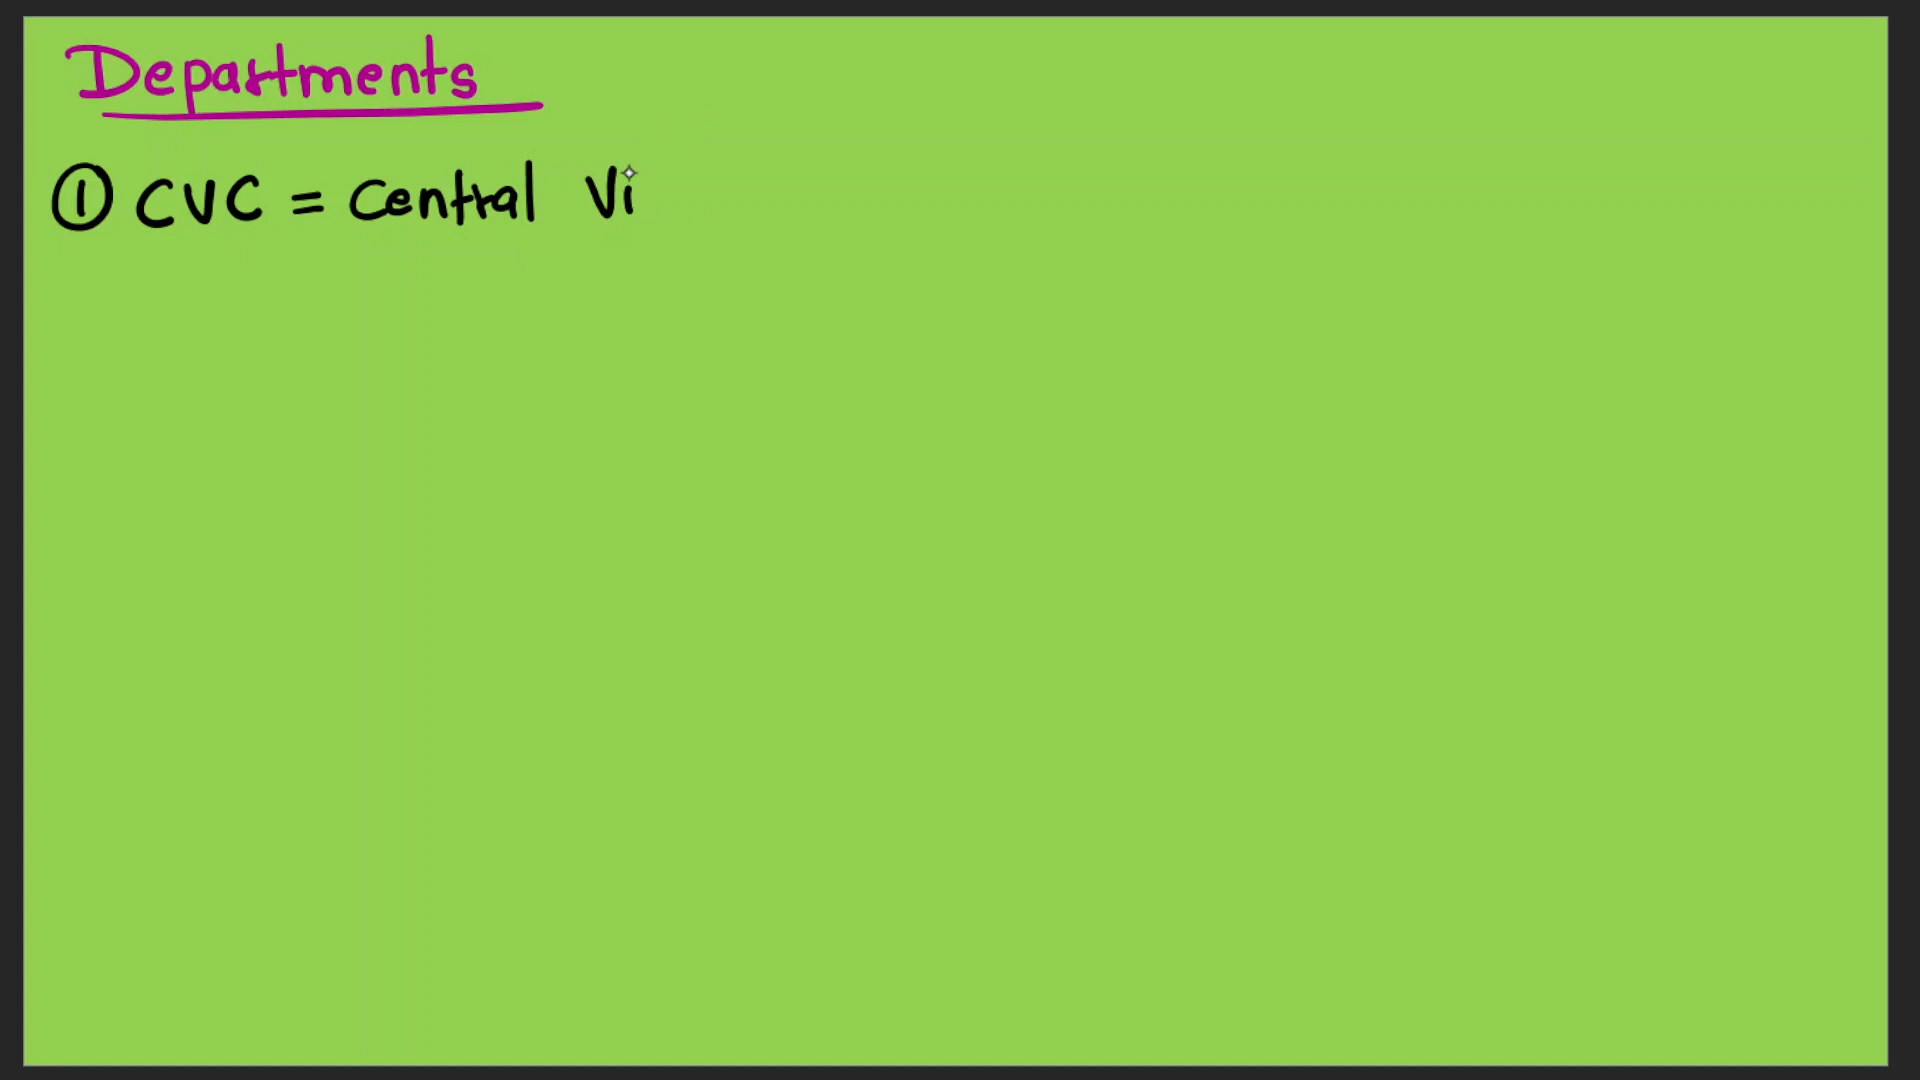 Departments
① CVC = Central Vi